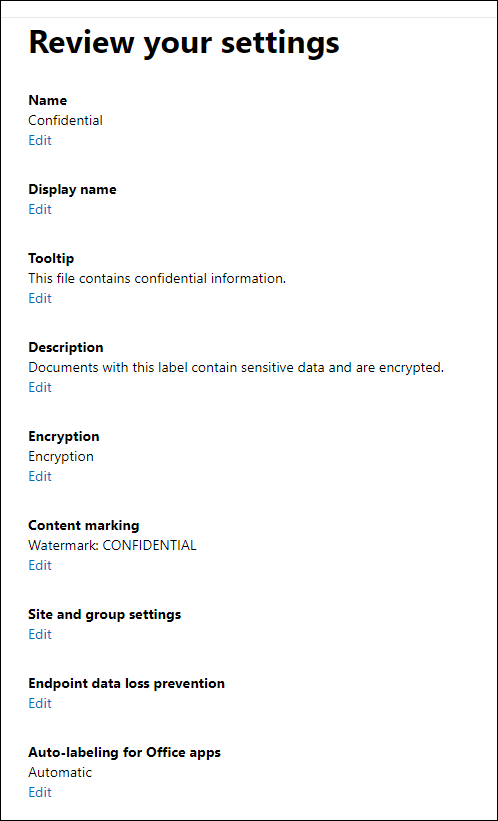 Review your settings
Name
Confidential
Edit
Display name
Edit
Tooltip
This file contains confidential information.
Edit
Description
Documents with this label contain sensitive data and are encrypted.
Edit
Encryption
Encryption
Edit
Content marking
Watermark: CONFIDENTIAL
Edit
Site and group settings
Edit
Endpoint data loss prevention
Edit
Auto-labeling for Office apps
Automatic
Edit